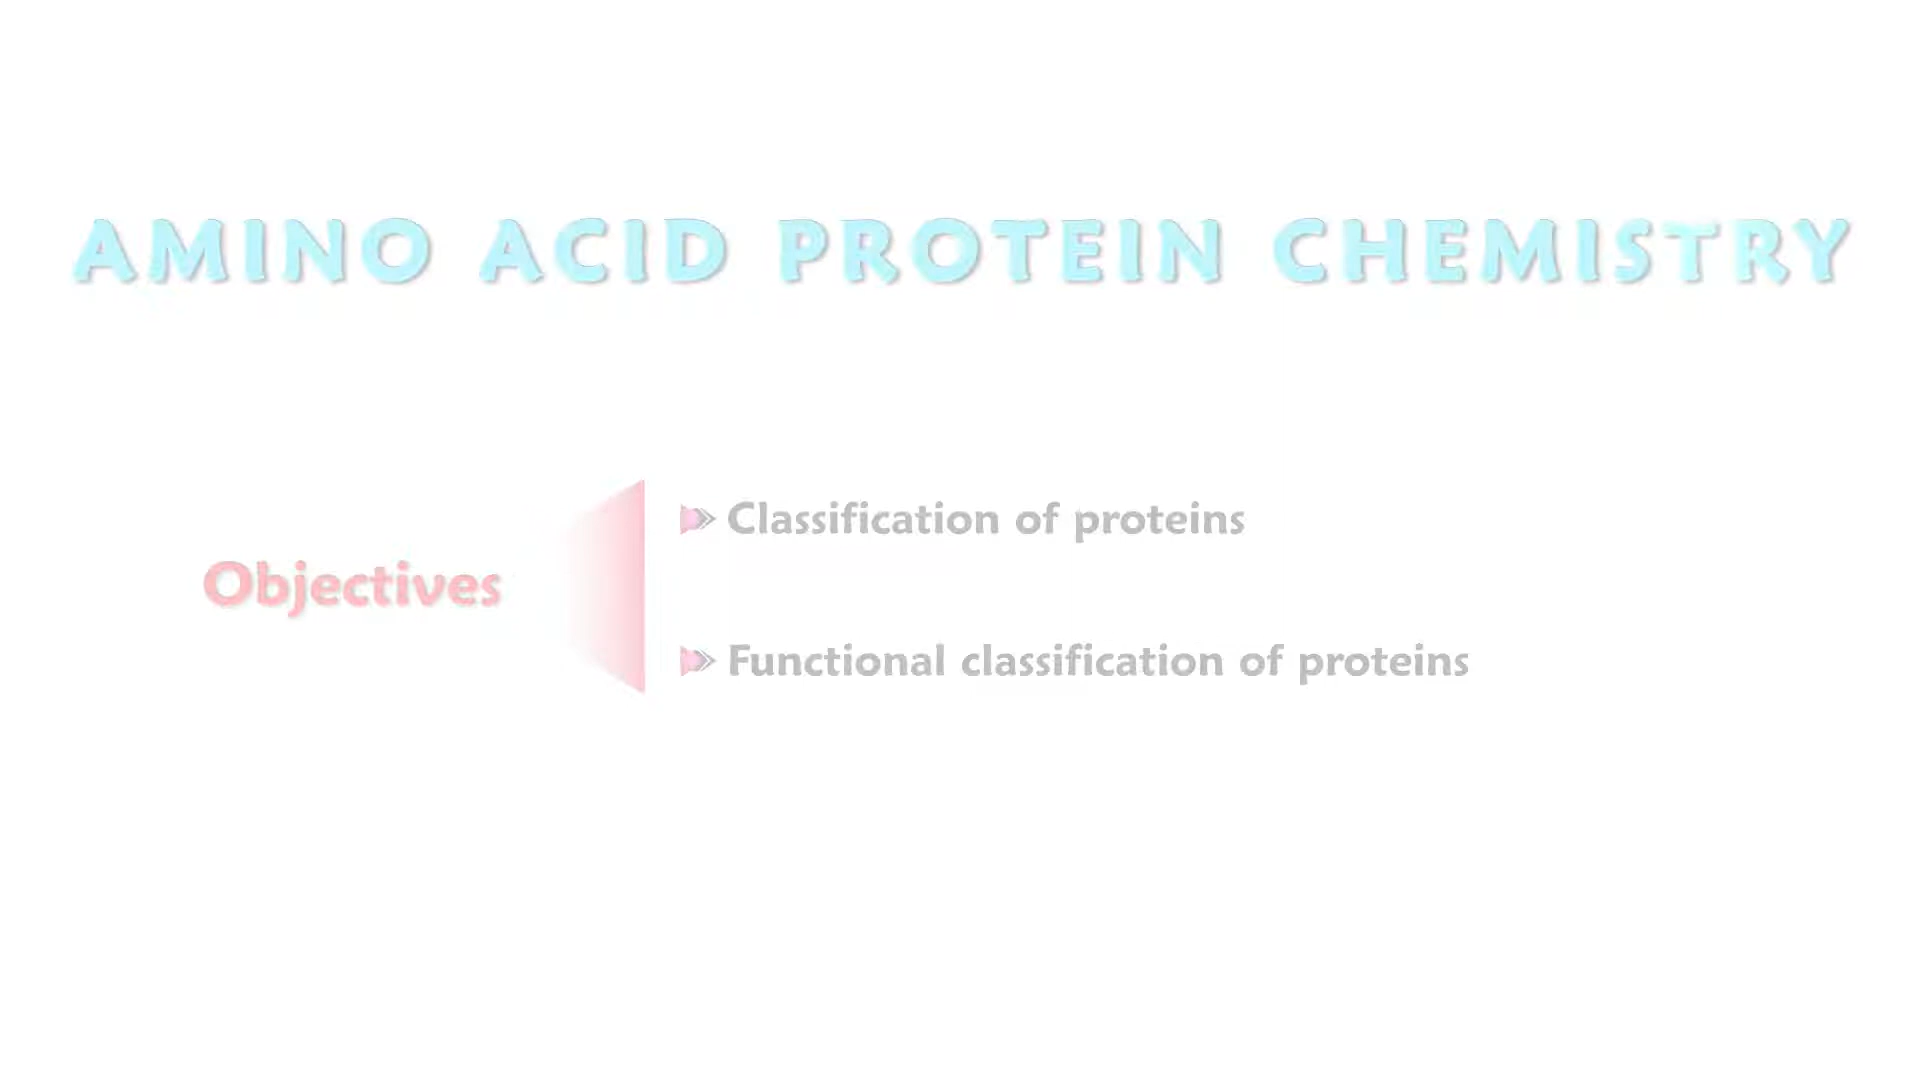 AMINO ACID PROTEIN CHEMISTRY
Objectives
Classification of proteins
Functional classification of proteins